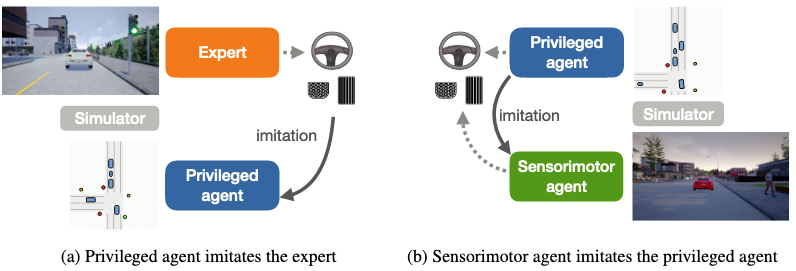 Expert
Simulator
imitation
Privileged
agent
(a) Privileged agent imitates the expert
Privileged
agent
Simulator
imitation
Sensorimotor
agent
(b) Sensorimotor agent imitates the privileged agent